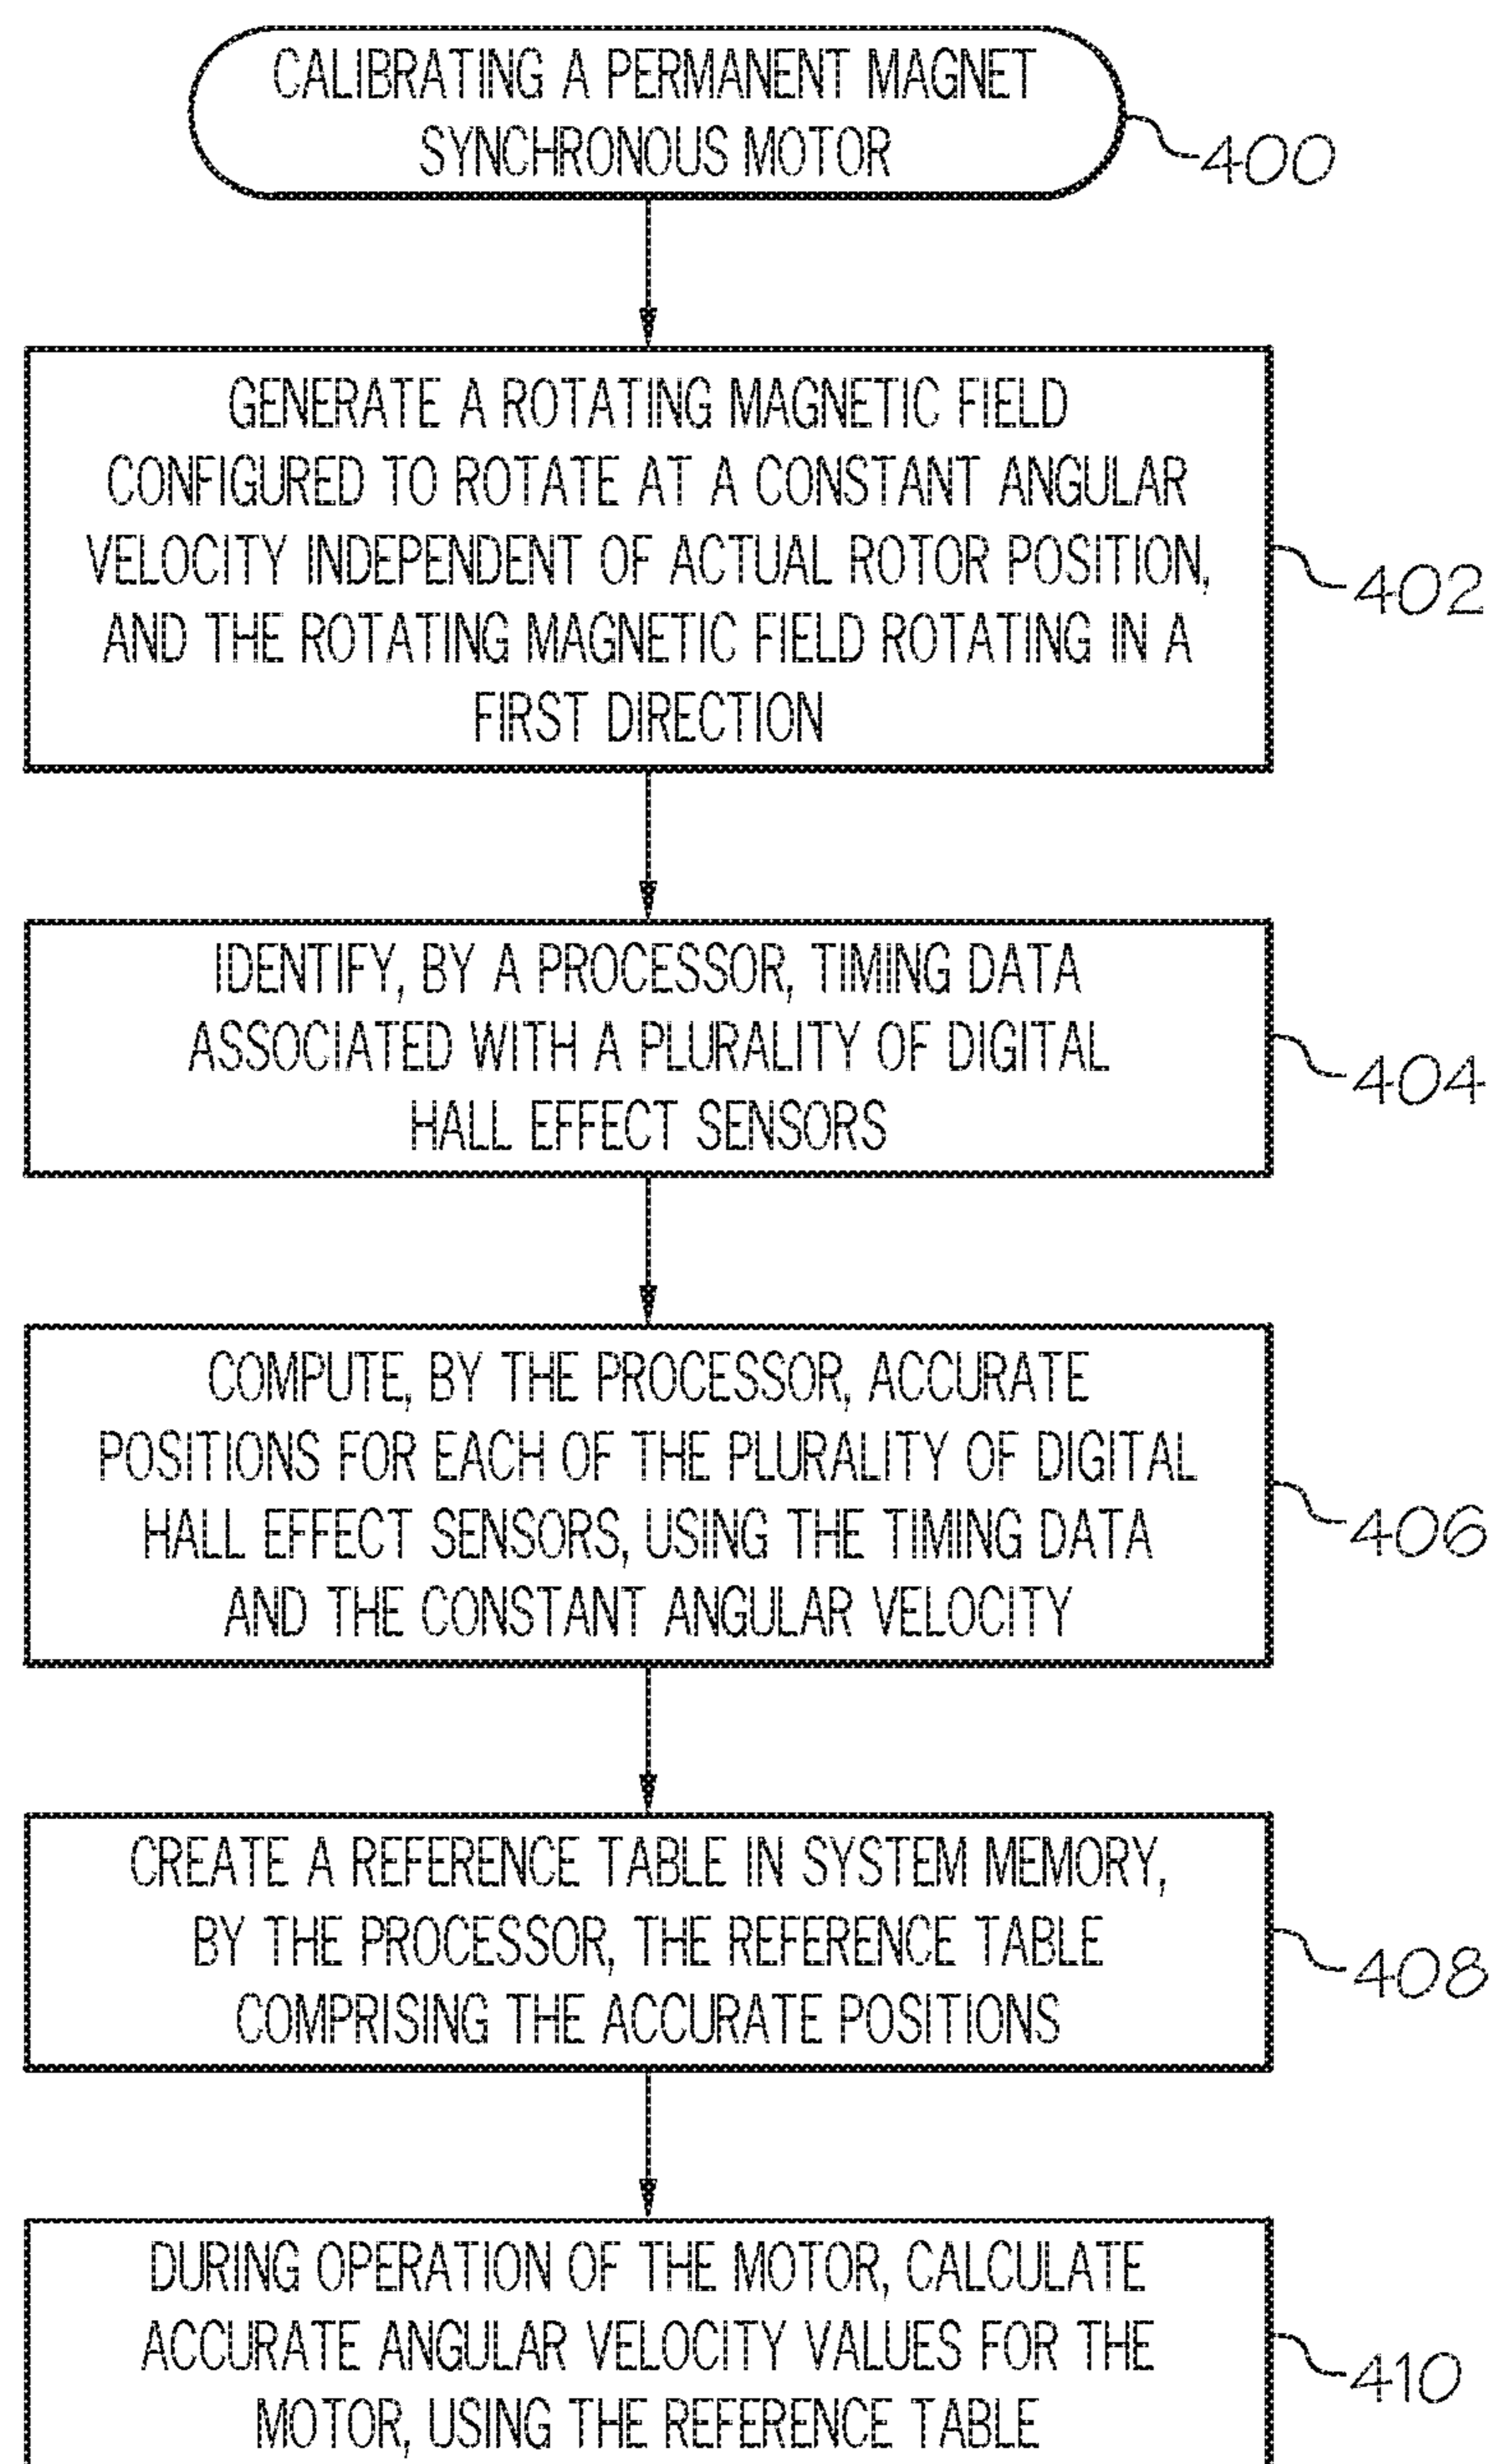 CALIBRATING A PERMANENT MAGNET
SYNCHRONOUS MOTOR
400
GENERATE A ROTATING MAGNETIC FIELD
CONFIGURED TO ROTATE AT A CONSTANT ANGULAR
VELOCITY INDEPENDENT OF ACTUAL ROTOR POSITION,
AND THE ROTATING MAGNETIC FIELD ROTATING IN A
FIRST DIRECTION
402
IDENTIFY, BY A PROCESSOR, TIMING DATA
ASSOCIATED WITH A PLURALITY OF DIGITAL
HALL EFFECT SENSORS
404
COMPUTE, BY THE PROCESSOR, ACCURATE
POSITIONS FOR EACH OF THE PLURALITY OF DIGITAL
HALL EFFECT SENSORS, USING THE TIMING DATA
AND THE CONSTANT ANGULAR VELOCITY
406
CREATE A REFERENCE TABLE IN SYSTEM MEMORY,
BY THE PROCESSOR, THE REFERENCE TABLE
COMPRISING THE ACCURATE POSITIONS
408
DURING OPERATION OF THE MOTOR, CALCULATE
ACCURATE ANGULAR VELOCITY VALUES FOR THE
MOTOR, USING THE REFERENCE TABLE
410